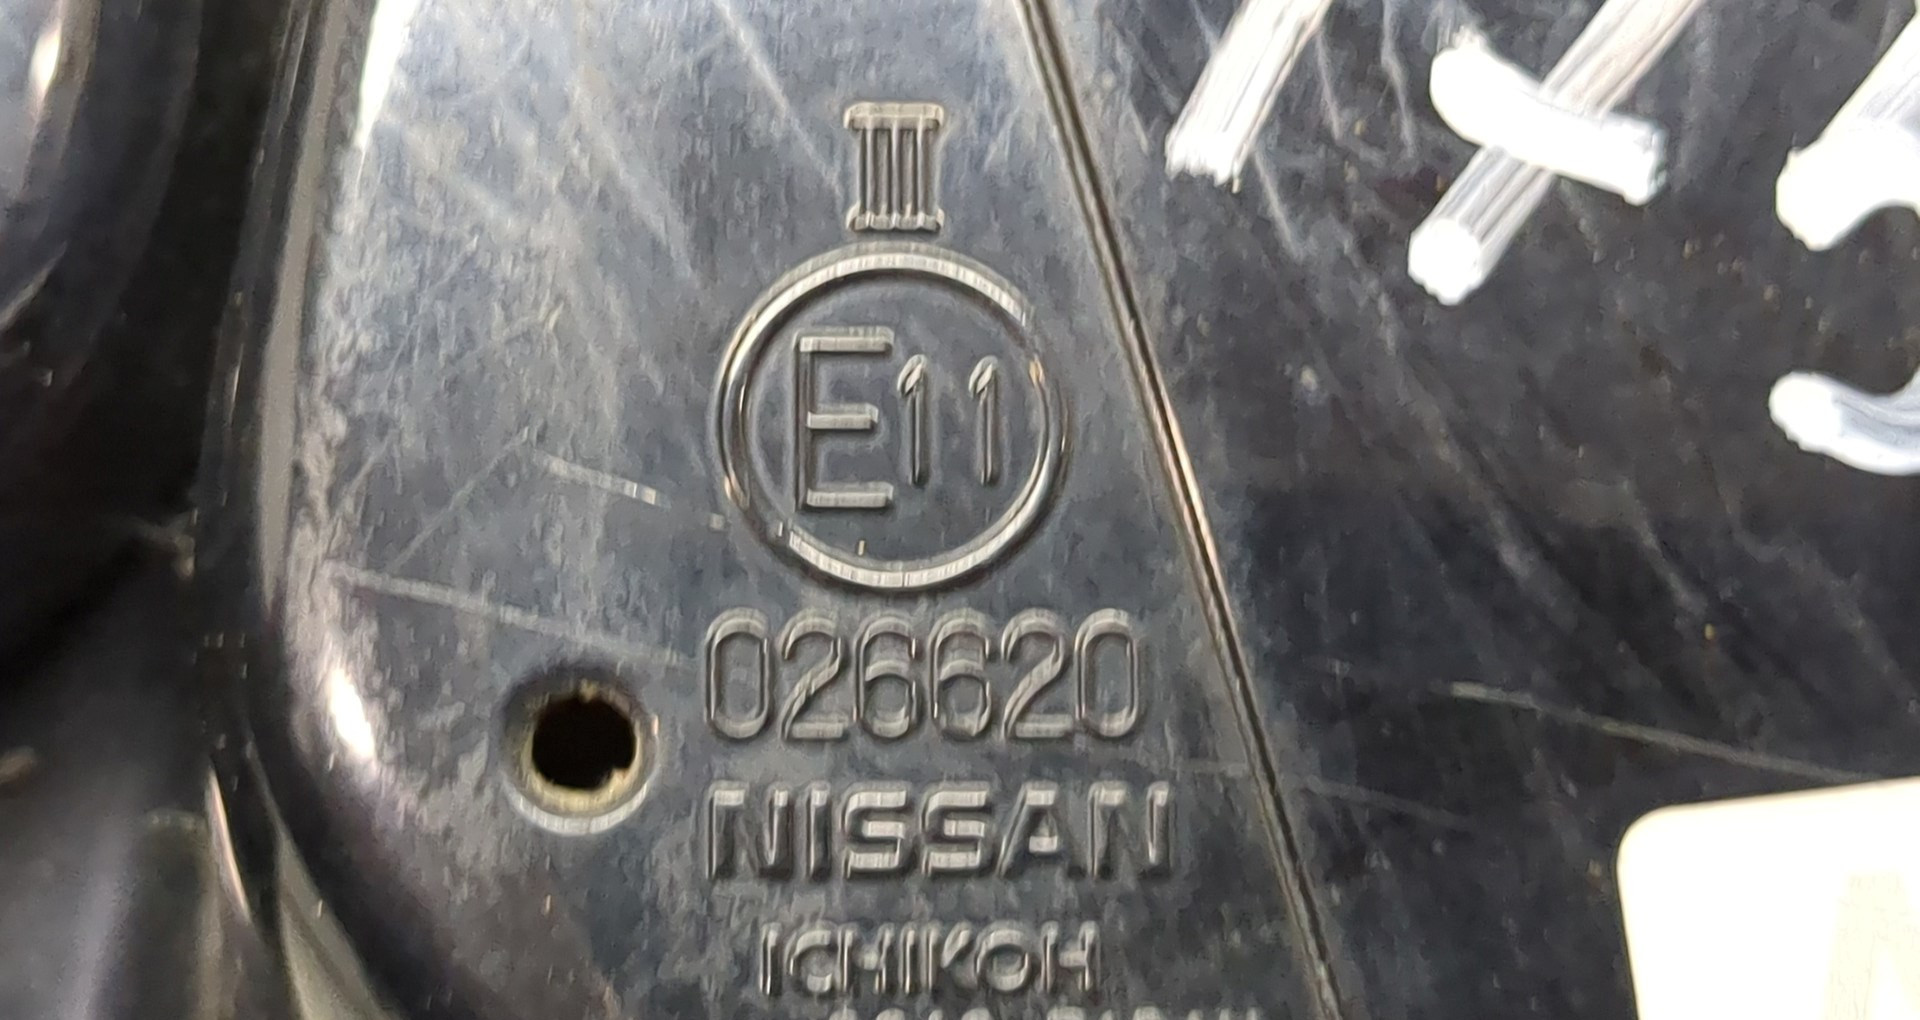 III
E11
026620
NISSAN
ICHIKOH